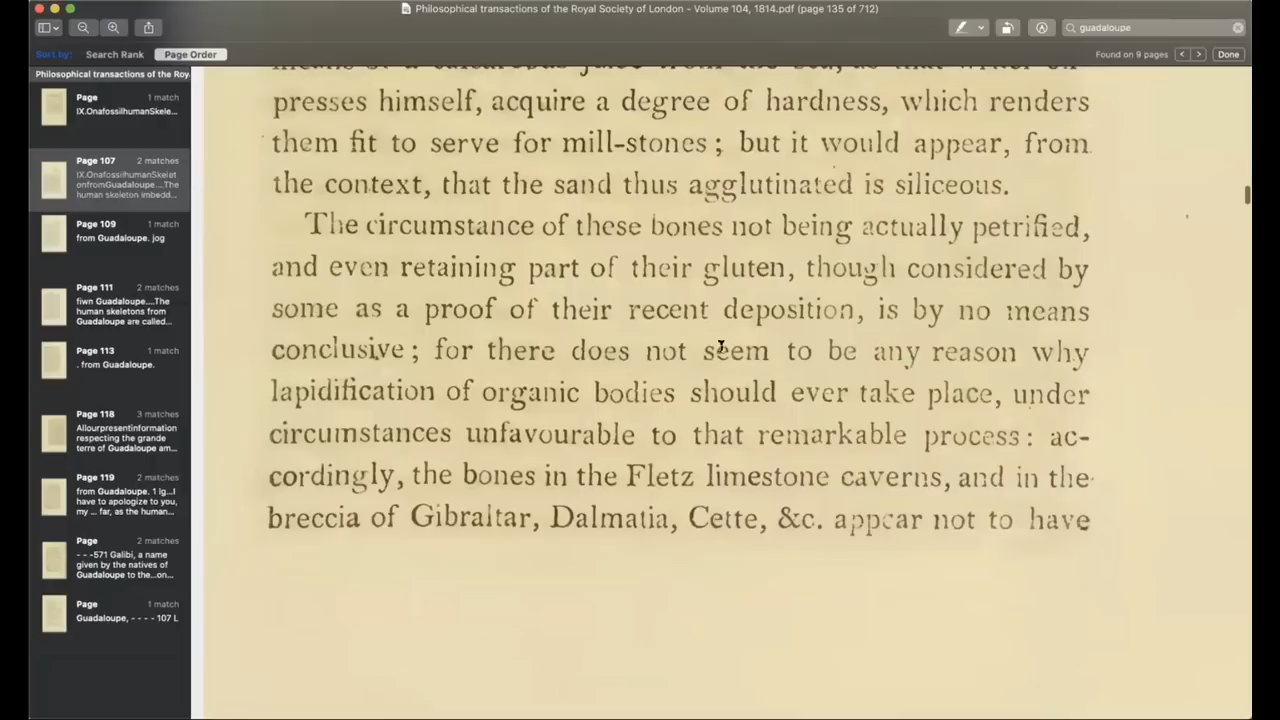 Philosophical transactions of the Royal Society of London - Volume 104, 1814.pdf (page 135 of 712)
guadaloupe
Sort by: Search Rank Page Order
Found on 9 pages Done
Philosophical transactions of the Roy
Page 1 match
IX.OnafossilhumanSkele...
Page 107 2 matches
IX.OnafossilhumanSkelet
onfromGuadaloupe....The
human skeleton imbedd...
Page 109 1 match
from Guadaloupe. jog
Page 111 2 matches
fiwn Guadaloupe....The
human skeletons from
Guadaloupe are called...
Page 113 1 match
. from Guadaloupe.
Page 118 3 matches
Allourpresentinformation
respecting the grande
terre of Guadaloupe am...
Page 119 2 matches
from Guadaloupe. 1 lg...I
have to apologize to you,
my ... far, as the human...
Page 2 matches
- - -571 Galibi, a name
given by the natives of
Guadaloupe to the...on...
Page 1 match
Guadaloupe, - - - - 107 L
presses himself, acquire a degree of hardness, which renders
them fit to serve for mill-stones; but it would appear, from
the context, that the sand thus agglutinated is siliceous.
The circumstance of these bones not being actually petrified,
and even retaining part of their gluten, though considered by
some as a proof of their recent deposition, is by no means
conclusive; for there does not seem to be any reason why
lapidification of organic bodies should ever take place, under
circumstances unfavourable to that remarkable process: ac-
cordingly, the bones in the Fletz limestone caverns, and in the
breccia of Gibraltar, Dalmatia, Cette, &c. appear not to have